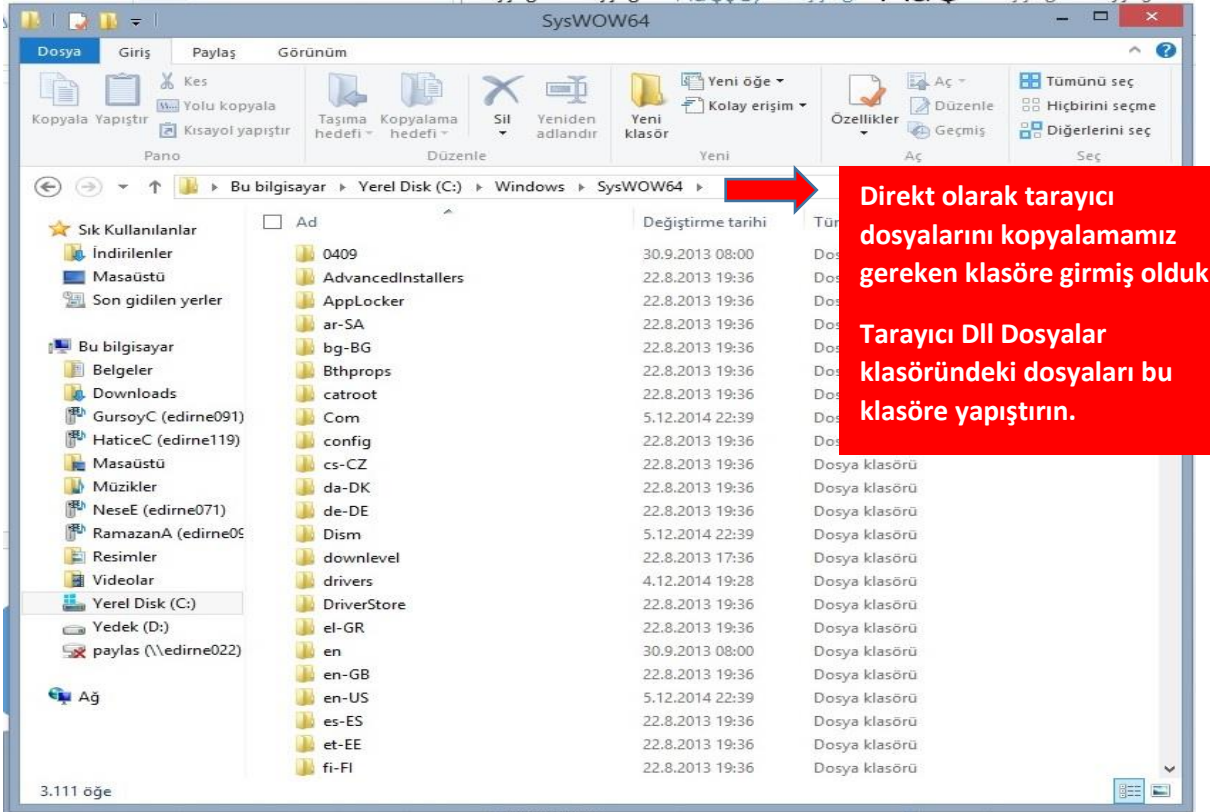 SysWOW64
Dosya Giriş Paylaş Görünüm
Kopyala Yapıştır
Kes
Yolu kopyala
Kısayol yapıştır
Pano
Taşıma hedefi
Kopyalama hedefi
Sil
Yeniden adlandır
Düzenle
Yeni klasör
Yeni öğe
Kolay erişim
Yeni
Özellikler
Aç
Düzenle
Geçmiş
Aç
Tümünü seç
Hiçbirini seçme
Diğerlerini seç
Seç
Bu bilgisayar Yerel Disk (C:) Windows SysWOW64
Direkt olarak tarayıcı
dosyalarını kopyalamamız
gereken klasöre girmiş olduk
Tarayıcı Dll Dosyalar
klasöründeki dosyaları bu
klasöre yapıştırın.
Sık Kullanılanlar
İndirilenler
Masaüstü
Son gidilen yerler
Bu bilgisayar
Belgeler
Downloads
GursoyC (edirne091)
HaticeC (edirne119)
Masaüstü
Müzikler
NeseE (edirne071)
RamazanA (edirne09
Resimler
Videolar
Yerel Disk (C:)
Yedek (D:)
paylas (\\edirne022)
Ağ
Ad Değiştirme tarihi Tür
0409 30.9.2013 08:00 Dos
AdvancedInstallers 22.8.2013 19:36 Dos
AppLocker 22.8.2013 19:36 Dos
ar-SA 22.8.2013 19:36 Dos
bg-BG 22.8.2013 19:36 Dos
Bthprops 22.8.2013 19:36 Dos
catroot 22.8.2013 19:36 Dos
Com 5.12.2014 22:39 Dos
config 22.8.2013 19:36 Dos
cs-CZ 22.8.2013 19:36 Dosya klasörü
da-DK 22.8.2013 19:36 Dosya klasörü
de-DE 22.8.2013 19:36 Dosya klasörü
Dism 5.12.2014 22:39 Dosya klasörü
downlevel 22.8.2013 17:36 Dosya klasörü
drivers 4.12.2014 19:28 Dosya klasörü
DriverStore 22.8.2013 19:36 Dosya klasörü
el-GR 22.8.2013 19:36 Dosya klasörü
en 30.9.2013 08:00 Dosya klasörü
en-GB 22.8.2013 19:36 Dosya klasörü
en-US 5.12.2014 22:39 Dosya klasörü
es-ES 22.8.2013 19:36 Dosya klasörü
et-EE 22.8.2013 19:36 Dosya klasörü
fi-FI 22.8.2013 19:36 Dosya klasörü
3.111 öğe